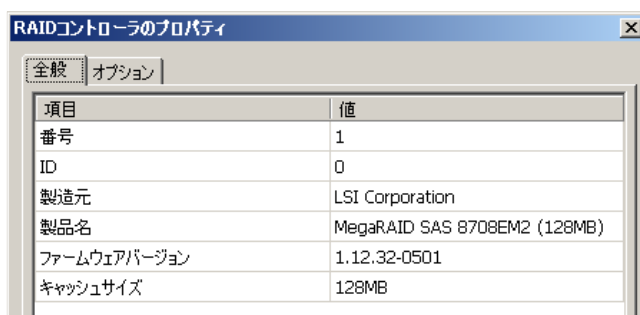 RAIDコントローラのプロパティ
全般 オプション
項目 値
番号 1
ID 0
製造元 LSI Corporation
製品名 MegaRAID SAS 8708EM2 (128MB)
ファームウェアバージョン 1.12.32-0501
キャッシュサイズ 128MB